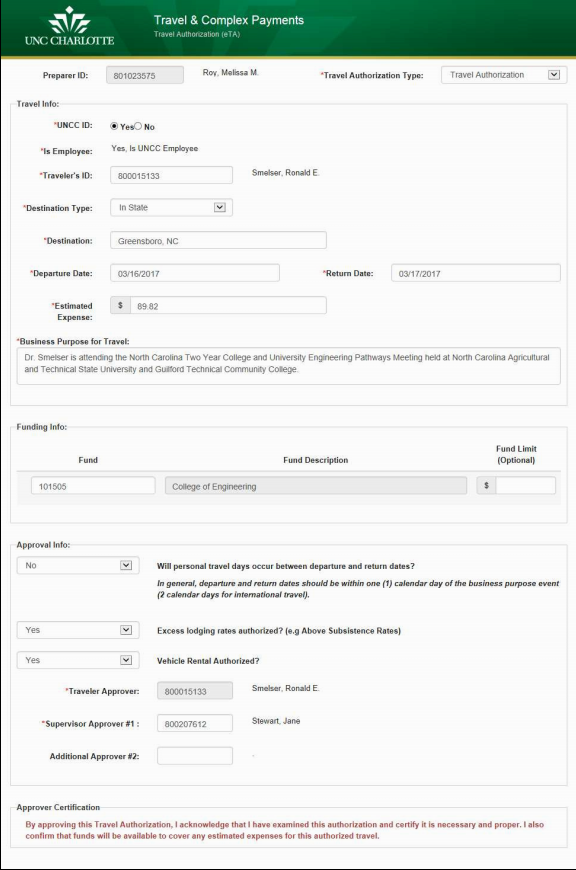 UNC CHARLOTTE
Travel & Complex Payments
Travel Authorization (eTA)
Preparer ID: 801023575 Roy, Melissa M. *Travel Authorization Type: Travel Authorization
Travel Info:
*UNCC ID: Yes No
*Is Employee: Yes, Is UNCC Employee
*Traveler's ID: 800015133 Smelser, Ronald E.
*Destination Type: In State
*Destination: Greensboro, NC
*Departure Date: 03/16/2017 *Return Date: 03/17/2017
*Estimated $ 89.82
Expense:
*Business Purpose for Travel:
Dr. Smelser is attending the North Carolina Two Year College and University Engineering Pathways Meeting held at North Carolina Agricultural
and Technical State University and Guilford Technical Community College.
Funding Info:
Fund Limit
Fund Fund Description (Optional)
101505 College of Engineering $
Approval Info:
No Will personal travel days occur between departure and return dates?
In general, departure and return dates should be within one (1) calendar day of the business purpose event
(2 calendar days for international travel).
Yes Excess lodging rates authorized? (e.g Above Subsistence Rates)
Yes Vehicle Rental Authorized?
*Traveler Approver: 800015133 Smelser, Ronald E.
*Supervisor Approver #1 : 800207612 Stewart, Jane
Additional Approver #2:
Approver Certification
By approving this Travel Authorization, I acknowledge that I have examined this authorization and certify it is necessary and proper. I also
confirm that funds will be available to cover any estimated expenses for this authorized travel.